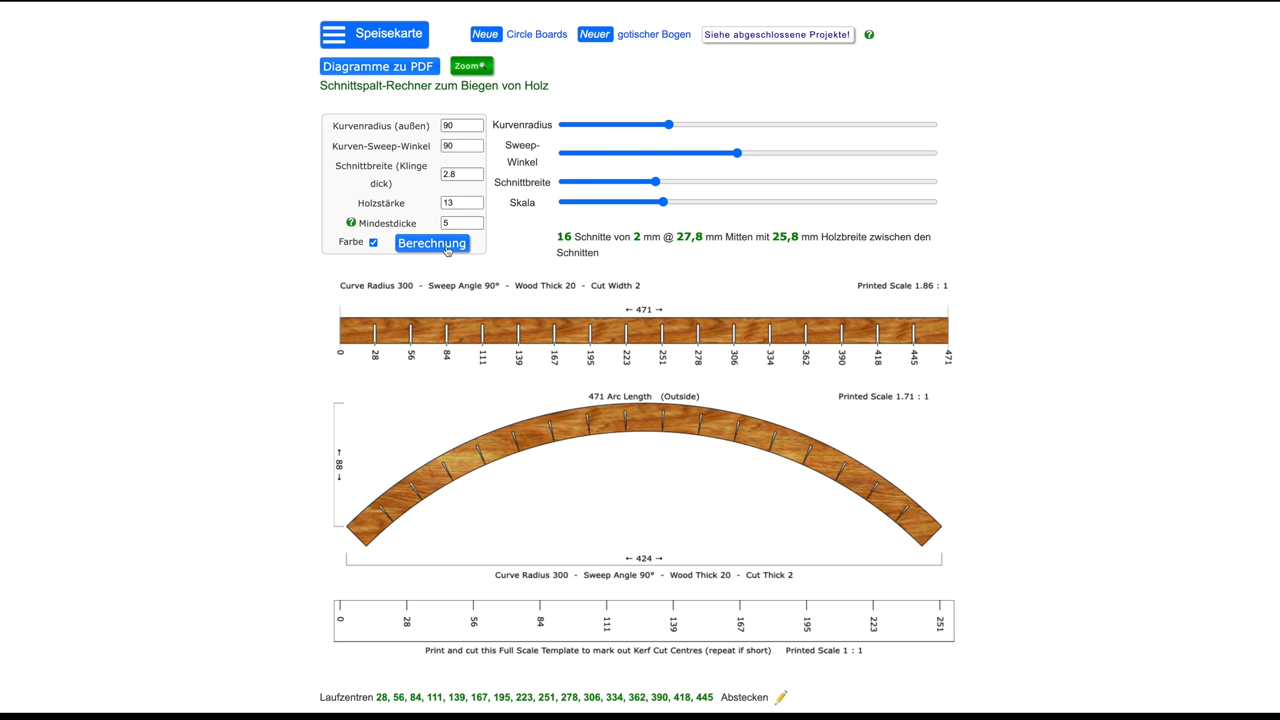 Speisekarte
Neue Circle Boards Neuer gotischer Bogen Siehe abgeschlossene Projekte! ?
Diagramme zu PDF Zoom
Schnittspalt-Rechner zum Biegen von Holz
Kurvenradius (außen) 90
Kurven-Sweep-Winkel 90
Schnittbreite (Klinge
dick) 2.8
Holzstärke 13
? Mindestdicke 5
Farbe Berechnung
Kurvenradius
Sweep-
Winkel
Schnittbreite
Skala
16 Schnitte von 2 mm @ 27,8 mm Mitten mit 25,8 mm Holzbreite zwischen den
Schnitten
Curve Radius 300 - Sweep Angle 90° - Wood Thick 20 - Cut Width 2 Printed Scale 1.86 : 1
← 471 →
0 28 56 84 111 139 167 195 223 251 278 306 334 362 390 418 445 471
471 Arc Length (Outside) Printed Scale 1.71 : 1
← 88 →
← 424 →
Curve Radius 300 - Sweep Angle 90° - Wood Thick 20 - Cut Thick 2
0 28 56 84 111 139 167 195 223 251
Print and cut this Full Scale Template to mark out Kerf Cut Centres (repeat if short) Printed Scale 1 : 1
Laufzentren 28, 56, 84, 111, 139, 167, 195, 223, 251, 278, 306, 334, 362, 390, 418, 445 Abstecken